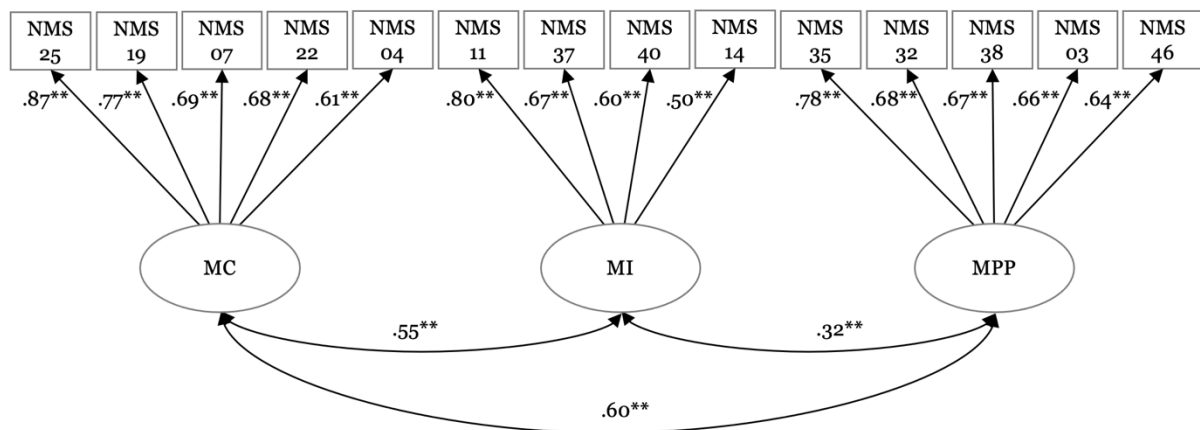 NMS 25
NMS 19
NMS 07
NMS 22
NMS 04
NMS 11
NMS 37
NMS 40
NMS 14
NMS 35
NMS 32
NMS 38
NMS 03
NMS 46
.87** .77** .69** .68** .61** .80** .67** .60** .50** .78** .68** .67** .66** .64**
MC MI MPP
.55** .32**
.60**